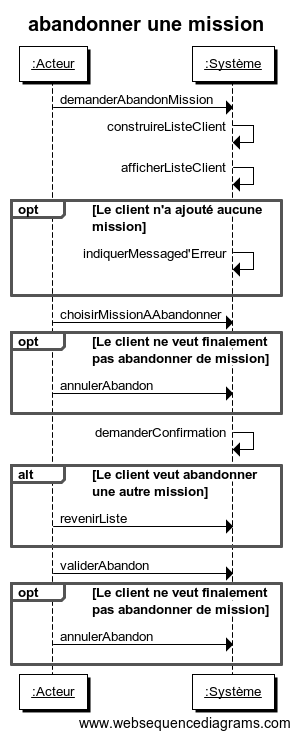 abandonner une mission
:Acteur
:Système
demanderAbandonMission
construireListeClient
afficherListeClient
opt
[Le client n'a ajouté aucune
mission]
indiquerMessaged'Erreur
choisirMissionAAbandonner
opt
[Le client ne veut finalement
pas abandonner de mission]
annulerAbandon
demanderConfirmation
alt
[Le client veut abandonner
une autre mission]
revenirListe
validerAbandon
opt
[Le client ne veut finalement
pas abandonner de mission]
annulerAbandon
:Acteur
:Système
www.websequencediagrams.com